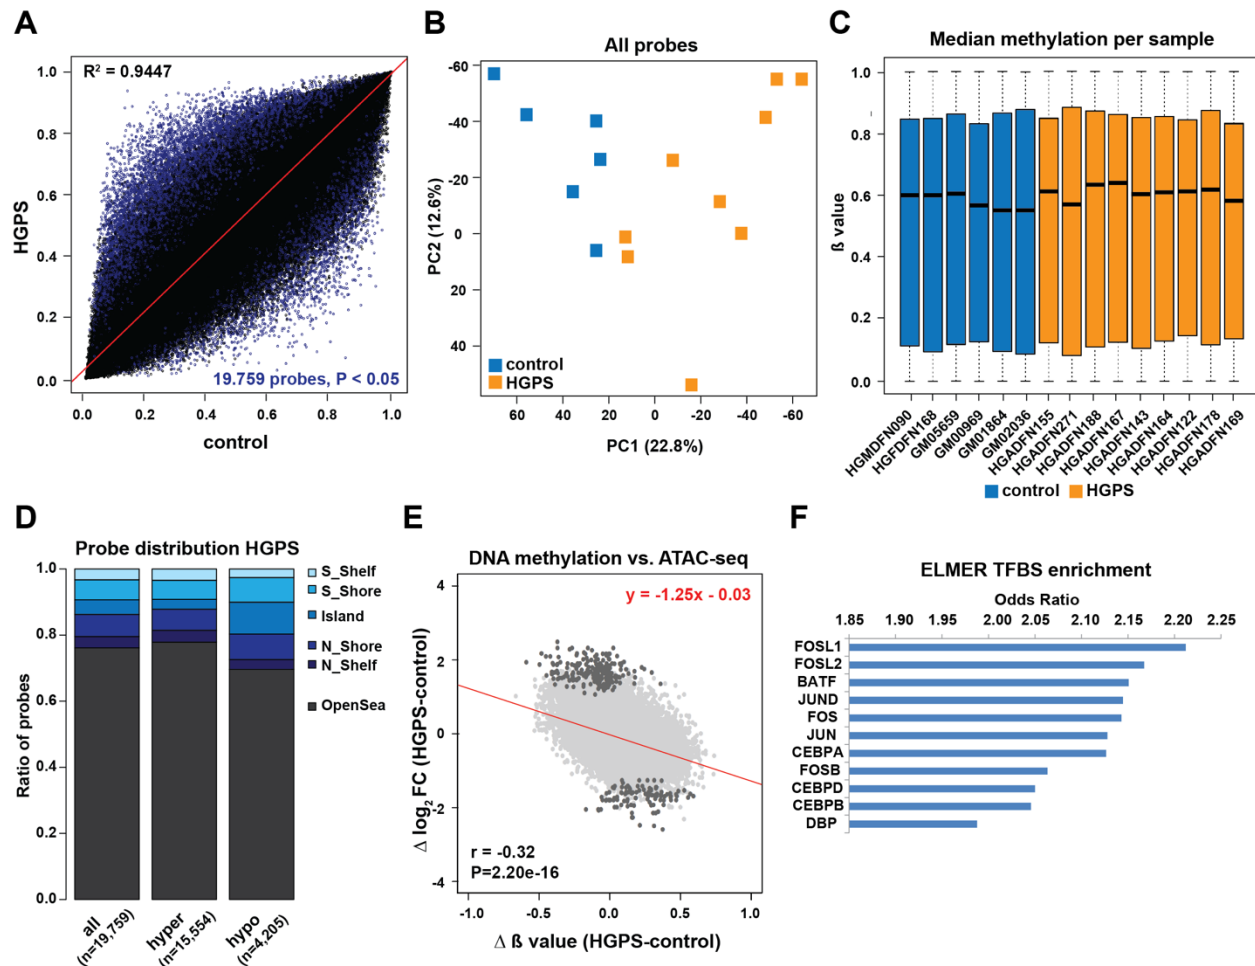 A
R² = 0.9447
1.0
0.8
0.6
0.4
0.2
0.0
HGPS
19.759 probes, P < 0.05
0.0 0.2 0.4 0.6 0.8 1.0
control
B
All probes
-60
-40
-20
0
20
40
PC2 (12.6%)
control
HGPS
60 40 20 0 -20 -40 -60
PC1 (22.8%)
C
Median methylation per sample
1.0
0.8
0.6
0.4
0.2
0.0
ß value
HGMDFN090
HGFDFN168
GM05659
GM00969
GM01864
GM02036
HGADFN155
HGADFN271
HGADFN188
HGADFN167
HGADFN143
HGADFN164
HGADFN122
HGADFN178
HGADFN169
control HGPS
D
Probe distribution HGPS
1.0
0.8
0.6
0.4
0.2
0.0
Ratio of probes
S_Shelf
S_Shore
Island
N_Shore
N_Shelf
OpenSea
all
(n=19,759)
hyper
(n=15,554)
hypo
(n=4,205)
E
DNA methylation vs. ATAC-seq
y = -1.25x - 0.03
4
2
0
-2
-4
Δ log₂ FC (HGPS-control)
r = -0.32
P=2.20e-16
-1.0 -0.5 0.0 0.5 1.0
Δ ß value (HGPS-control)
F
ELMER TFBS enrichment
Odds Ratio
1.85 1.90 1.95 2.00 2.05 2.10 2.15 2.20 2.25
FOSL1
FOSL2
BATF
JUND
FOS
JUN
CEBPA
FOSB
CEBPD
CEBPB
DBP